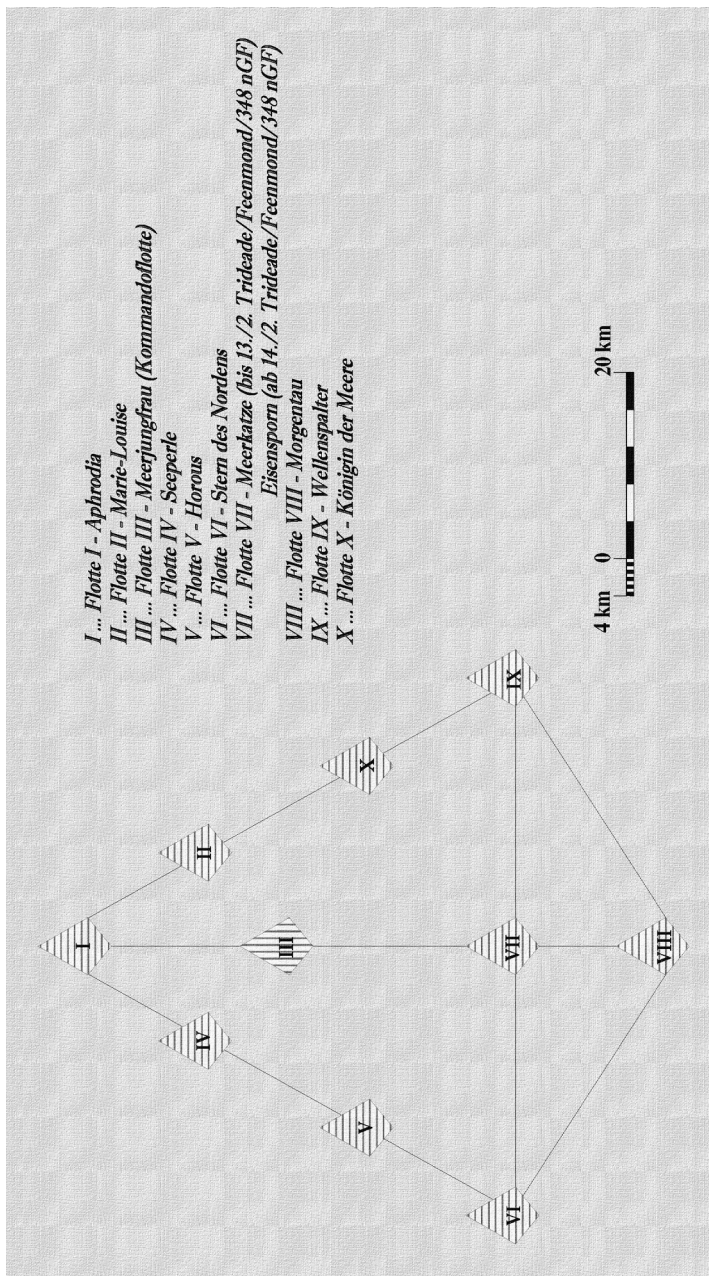 I
IV
II
III
V
X
VI
VII
IX
VIII
I ... Flotte I - Aphrodia
II ... Flotte II - Marie-Louise
III ... Flotte III - Meerjungfrau (Kommandoflotte)
IV ... Flotte IV - Seeperle
V ... Flotte V - Horous
VI ... Flotte VI - Stern des Nordens
VII ... Flotte VII - Meerkatze (bis 13./2. Trideade/Feenmond/348 nGF)
Eisensporn (ab 14./2. Trideade/Feenmond/348 nGF)
VIII ... Flotte VIII - Morgentau
IX ... Flotte IX - Wellenspalter
X ... Flotte X - Königin der Meere
4 km 0 20 km